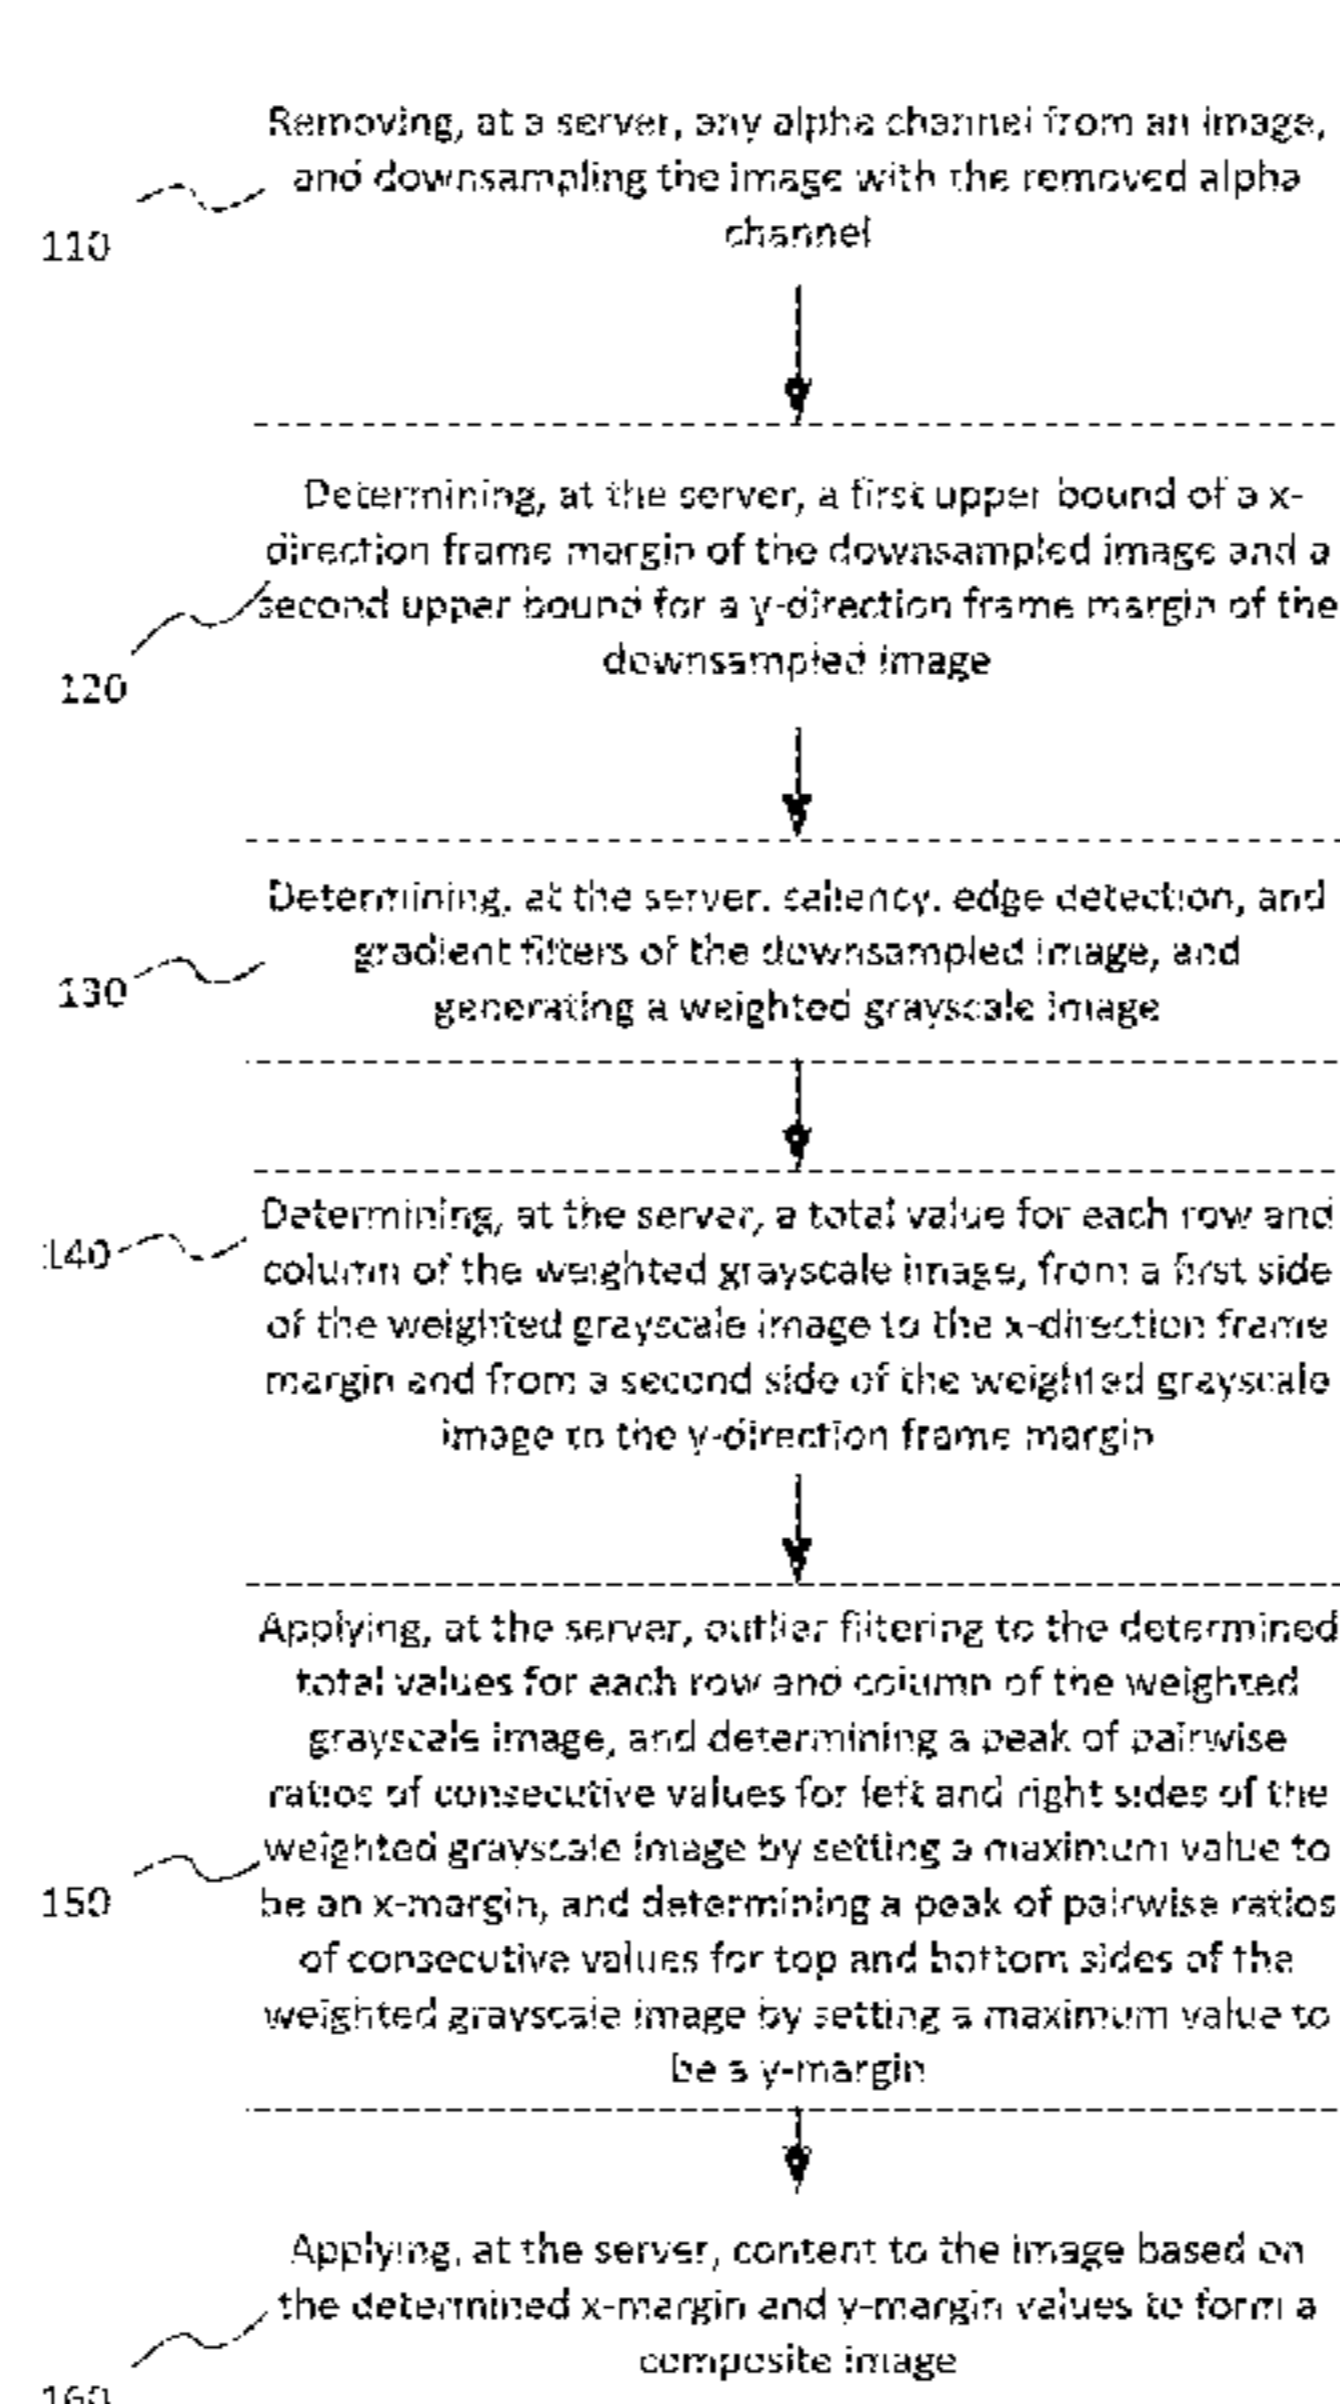 Removing, at a server, any alpha channel from an image,
and downsampling the image with the removed alpha
channel
110
Determining, at the server, a first upper bound of a x-
direction frame margin of the downsampled image and a
second upper bound for a y-direction frame margin of the
downsampled image
120
Determining, at the server, saliency, edge detection, and
gradient filters of the downsampled image, and
generating a weighted grayscale image
130
Determining, at the server, a total value for each row and
column of the weighted grayscale image, from a first side
of the weighted grayscale image to the x-direction frame
margin and from a second side of the weighted grayscale
image to the y-direction frame margin
140
Applying, at the server, outlier filtering to the determined
total values for each row and column of the weighted
grayscale image, and determining a peak of pairwise
ratios of consecutive values for left and right sides of the
weighted grayscale image by setting a maximum value to
be an x-margin, and determining a peak of pairwise ratios
of consecutive values for top and bottom sides of the
weighted grayscale image by setting a maximum value to
be a y-margin
150
Applying, at the server, content to the image based on
the determined x-margin and y-margin values to form a
composite image
160